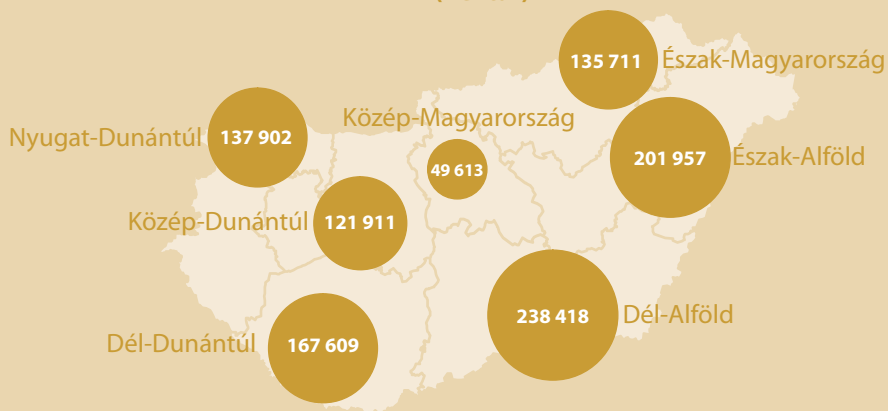 135 711 Észak-Magyarország
Nyugat-Dunántúl 137 902
Közép-Magyarország
49 613
201 957 Észak-Alföld
Közép-Dunántúl 121 911
238 418 Dél-Alföld
Dél-Dunántúl 167 609